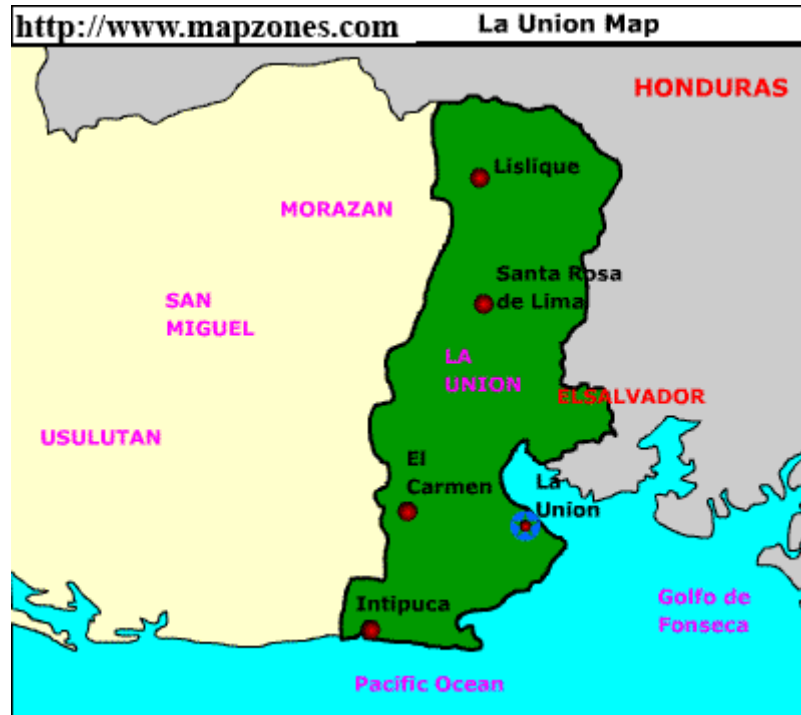 http://www.mapzones.com
La Union Map
HONDURAS
Lislique
MORAZAN
Santa Rosa
de Lima
SAN
MIGUEL
LA
UNION
ELSALVADOR
USULUTAN
El
Carmen
La
Union
Intipuca
Golfo de
Fonseca
Pacific Ocean